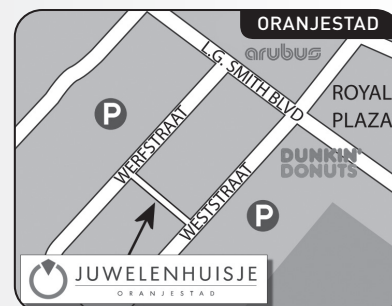 ORANJESTAD
arubus
L.G. SMITH BLVD
ROYAL
PLAZA
P
WERFSTRAAT
DUNKIN'
DONUTS
WESTSTRAAT
P
JUWELENHUISJE
ORANJESTAD